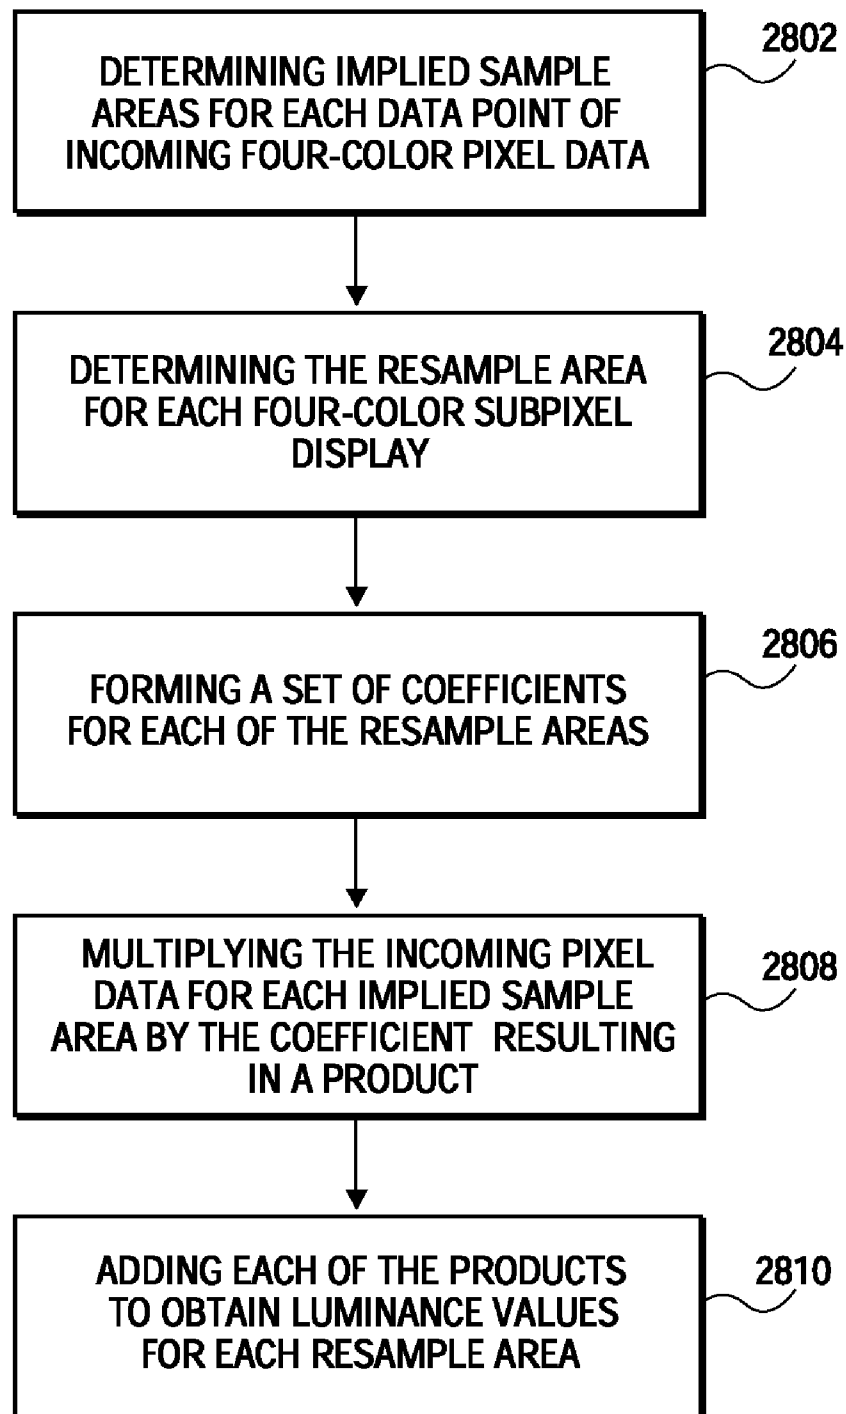 2802
DETERMINING IMPLIED SAMPLE
AREAS FOR EACH DATA POINT OF
INCOMING FOUR-COLOR PIXEL DATA
2804
DETERMINING THE RESAMPLE AREA
FOR EACH FOUR-COLOR SUBPIXEL
DISPLAY
2806
FORMING A SET OF COEFFICIENTS
FOR EACH OF THE RESAMPLE AREAS
2808
MULTIPLYING THE INCOMING PIXEL
DATA FOR EACH IMPLIED SAMPLE
AREA BY THE COEFFICIENT RESULTING
IN A PRODUCT
2810
ADDING EACH OF THE PRODUCTS
TO OBTAIN LUMINANCE VALUES
FOR EACH RESAMPLE AREA